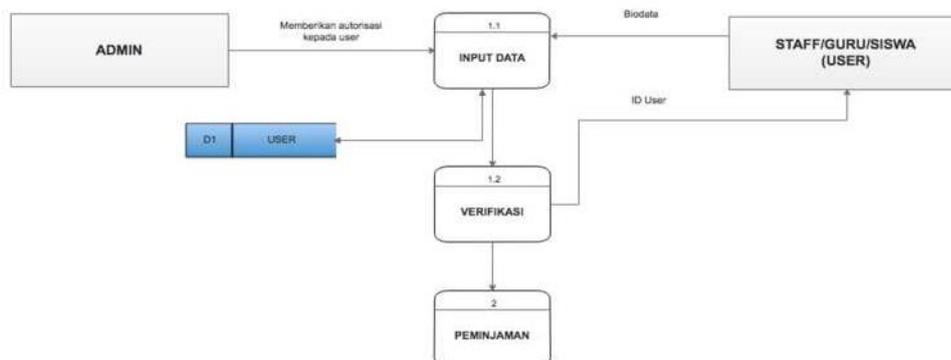 ADMIN
Memberikan autorisasi
kepada user
1.1
INPUT DATA
Biodata
STAFF/GURU/SISWA
(USER)
D1
USER
ID User
1.2
VERIFIKASI
2
PEMINJAMAN